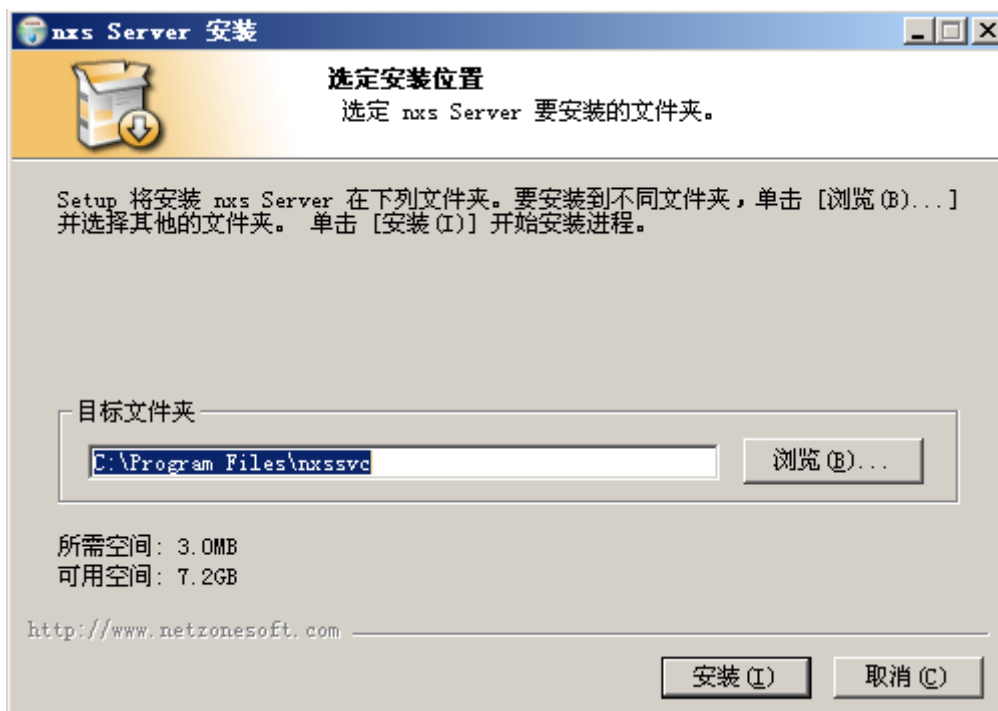 nxs Server 安装
选定安装位置
选定 nxs Server 要安装的文件夹。
Setup 将安装 nxs Server 在下列文件夹。要安装到不同文件夹，单击 [浏览(B)...]
并选择其他的文件夹。 单击 [安装(I)] 开始安装进程。
目标文件夹
C:\Program Files\nxssvc
浏览(B)...
所需空间: 3.0MB
可用空间: 7.2GB
http://www.netzonesoft.com
安装(I)
取消(C)